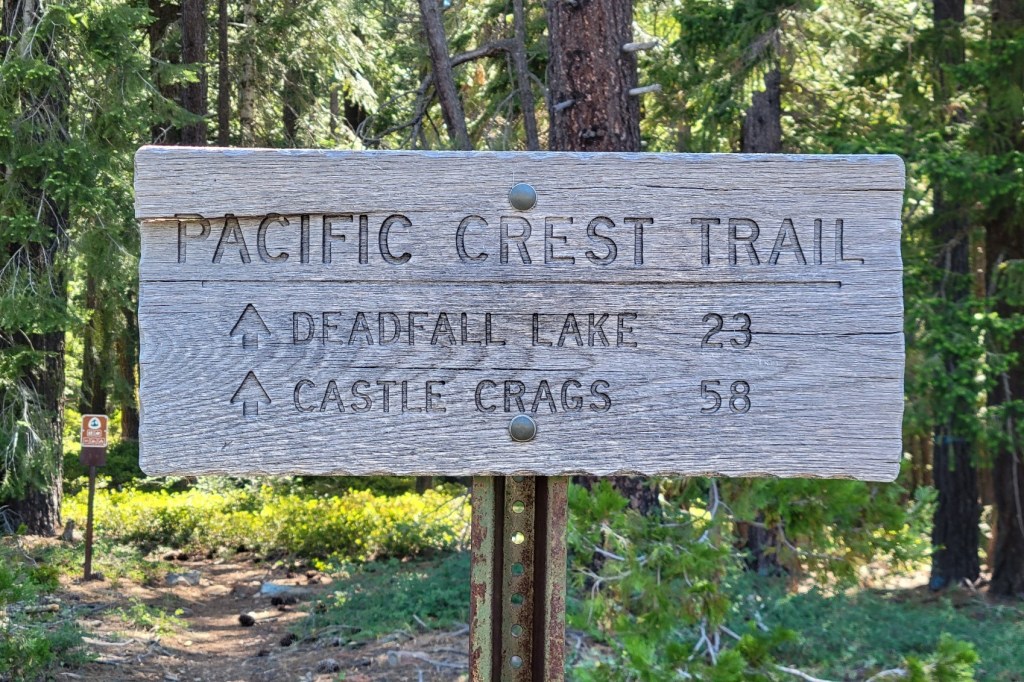 PACIFIC CREST TRAIL
↑ DEADFALL LAKE 23
↑ CASTLE CRAGS 58